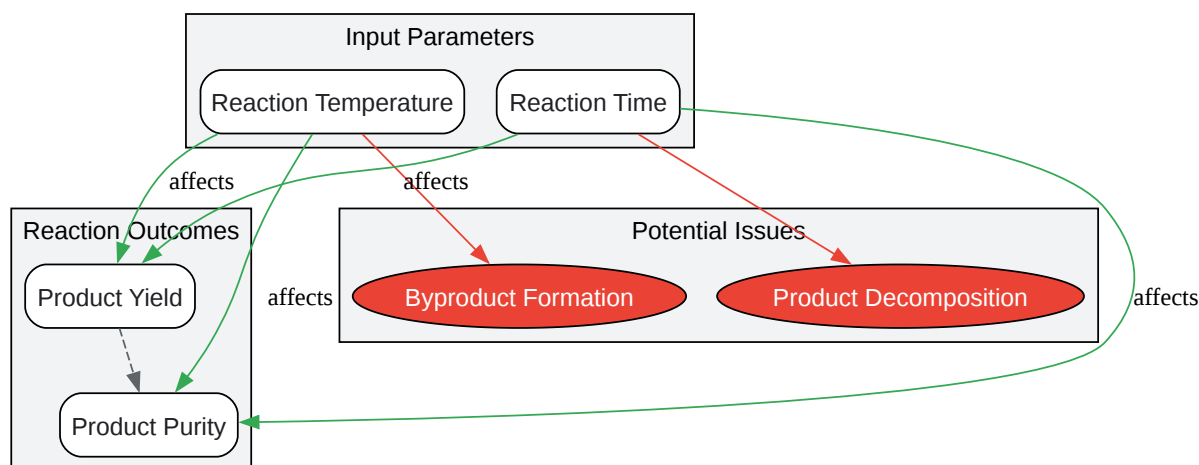 Input Parameters
Reaction Temperature
Reaction Time
affects
affects
Reaction Outcomes
Potential Issues
Product Yield
affects
Byproduct Formation
Product Decomposition
affects
Product Purity